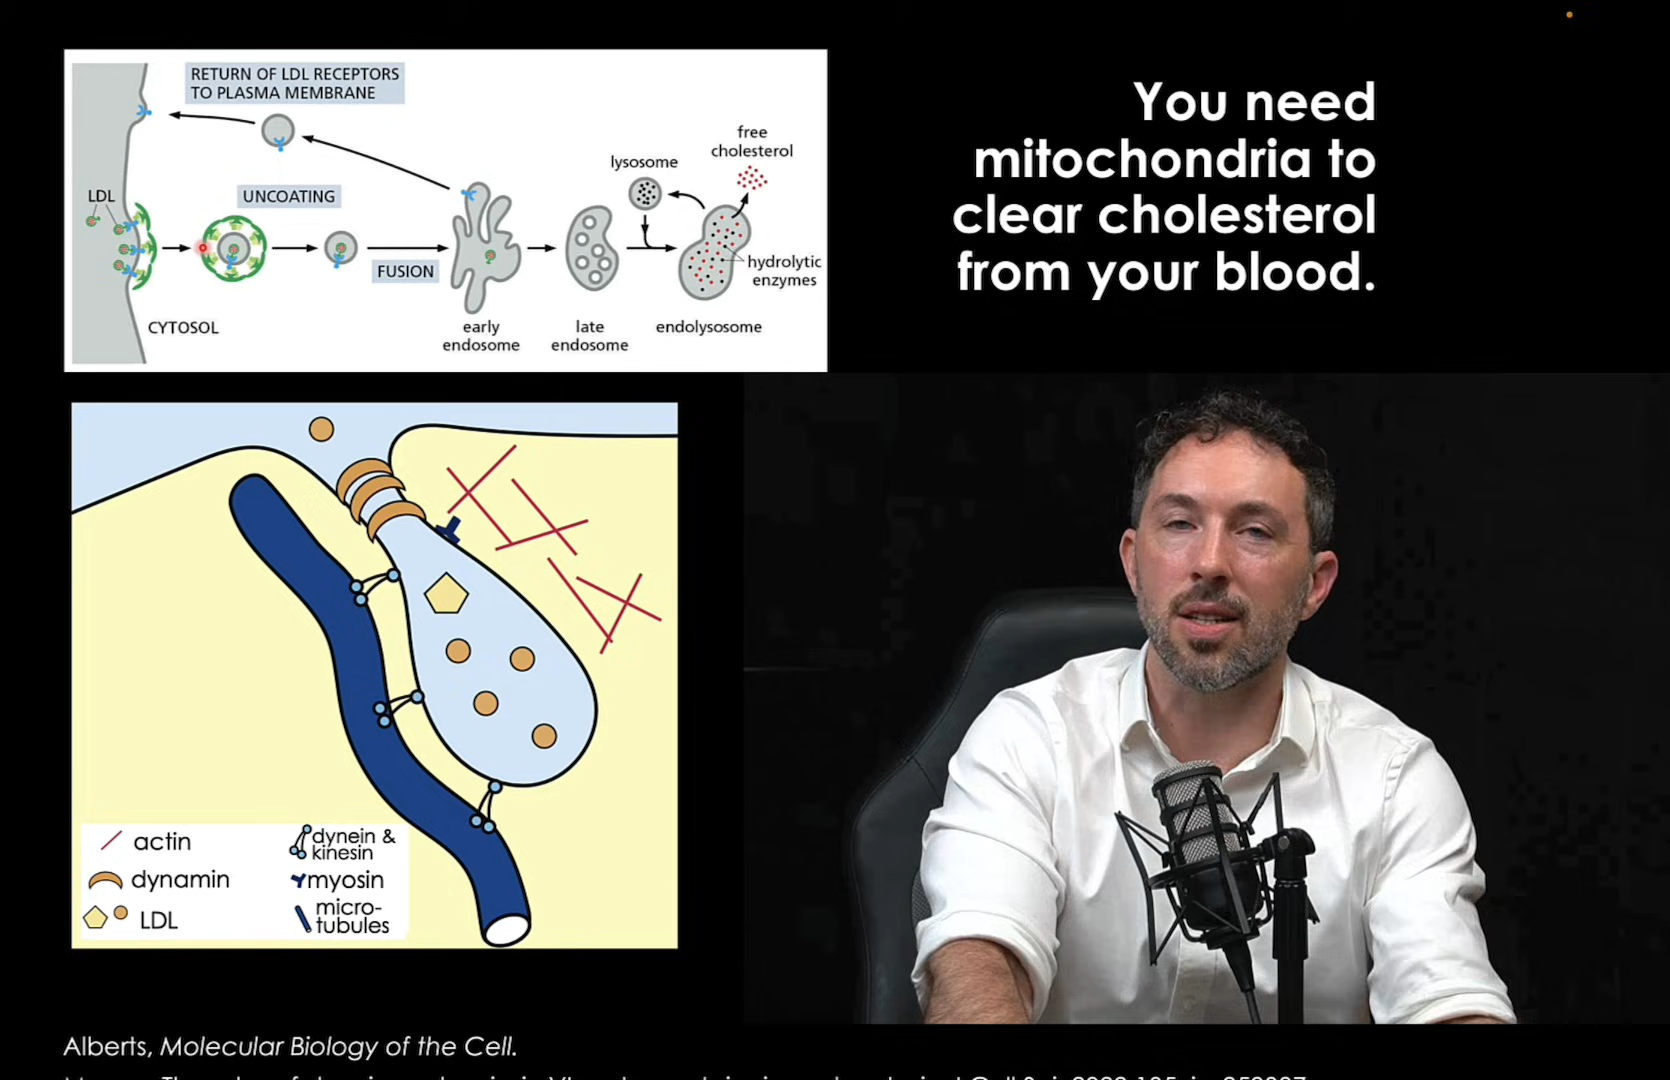 RETURN OF LDL RECEPTORS
TO PLASMA MEMBRANE
LDL
UNCOATING
FUSION
CYTOSOL
early
endosome
late
endosome
lysosome
free
cholesterol
hydrolytic
enzymes
endolysosome
You need
mitochondria to
clear cholesterol
from your blood.
actin
dynamin
LDL
dynein &
kinesin
myosin
micro-
tubules
Alberts, Molecular Biology of the Cell.